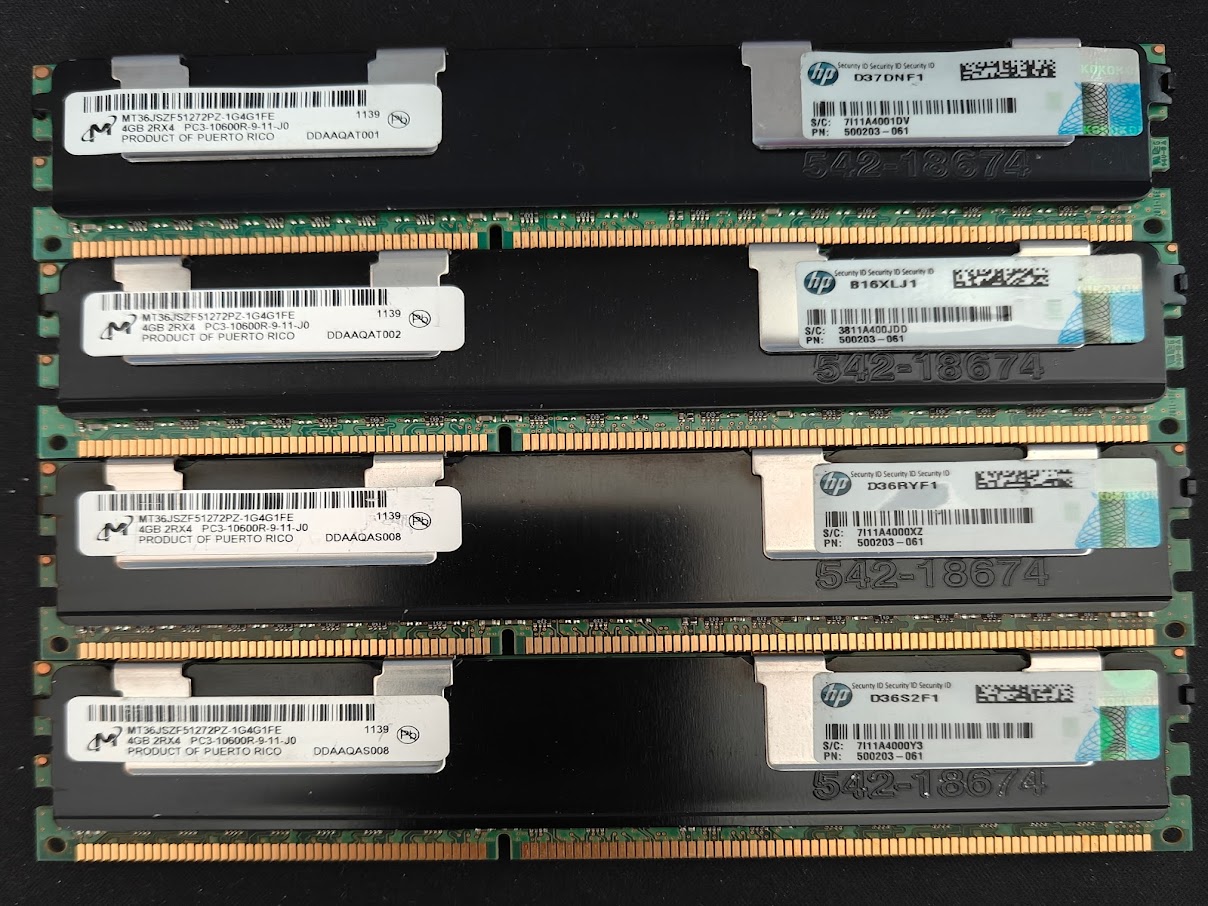 MT36JSZF51272PZ-1G4G1FE 1139 Pb
4GB 2RX4 PC3-10600R-9-11-J0
PRODUCT OF PUERTO RICO DDAAQAT001
hp Security ID Security ID Security ID
D37DNF1
KOKOKO
S/C: 7I11A4001DV
PN: 500203-061
542-18674
MT36JSZF51272PZ-1G4G1FE 1139 Pb
4GB 2RX4 PC3-10600R-9-11-J0
PRODUCT OF PUERTO RICO DDAAQAT002
hp Security ID Security ID Security ID
B16XLJ1
KOKOKO
S/C: 3811A400JDD
PN: 500203-061
542-18674
MT36JSZF51272PZ-1G4G1FE 1139 Pb
4GB 2RX4 PC3-10600R-9-11-J0
PRODUCT OF PUERTO RICO DDAAQAS008
hp Security ID Security ID Security ID
D36RYF1
S/C: 7I11A4000XZ
PN: 500203-061
542-18674
MT36JSZF51272PZ-1G4G1FE 1139 Pb
4GB 2RX4 PC3-10600R-9-11-J0
PRODUCT OF PUERTO RICO DDAAQAS008
hp Security ID Security ID Security ID
D36S2F1
S/C: 7I11A4000Y3
PN: 500203-061
542-18674